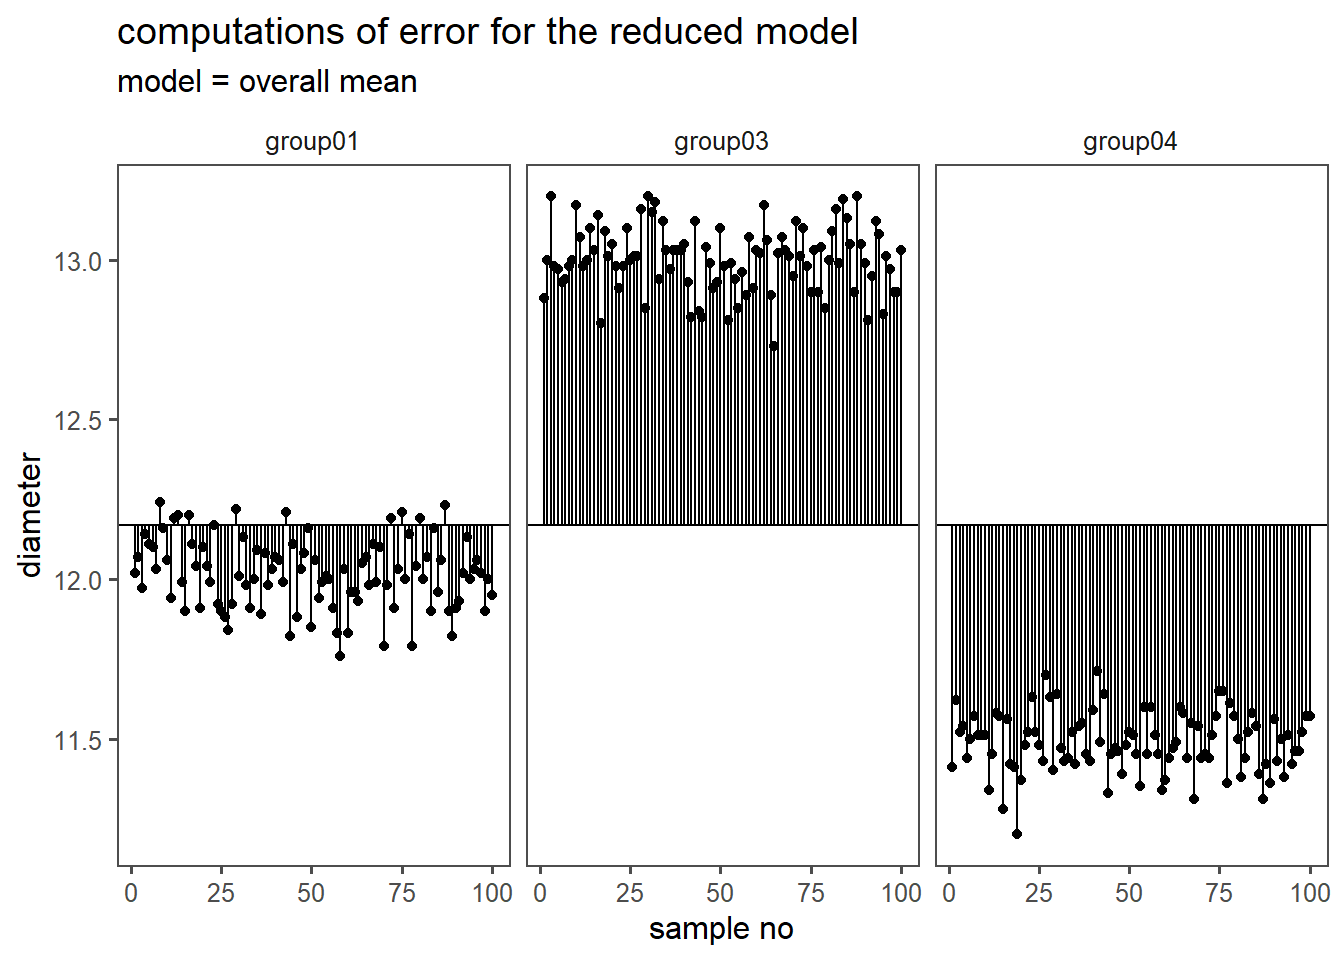 computations of error for the reduced model
model = overall mean
group01 group03 group04
13.0
12.5
12.0
11.5
diameter
0 25 50 75 100 0 25 50 75 100 0 25 50 75 100
sample no